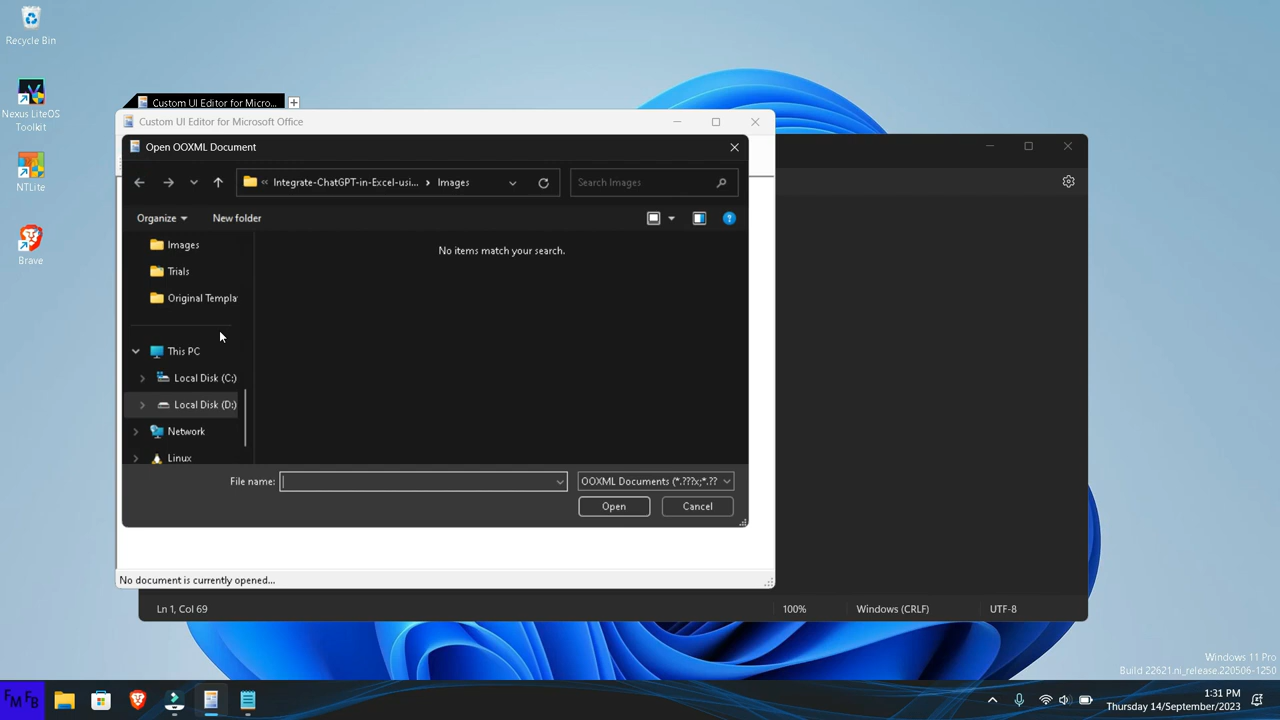 Recycle Bin
Nexus LiteOS
Toolkit
NTLite
Brave
Custom UI Editor for Micro...
Custom UI Editor for Microsoft Office
Open OOXML Document
« Integrate-ChatGPT-in-Excel-usi... › Images
Search Images
Organize
New folder
Images
Trials
Original Templa
This PC
Local Disk (C:)
Local Disk (D:)
Network
Linux
No items match your search.
File name:
OOXML Documents (*.???x;*.??
Open
Cancel
No document is currently opened...
Ln 1, Col 69
100%
Windows (CRLF)
UTF-8
Windows 11 Pro
Build 22621.ni_release.220506-1250
FM FB
1:31 PM
Thursday 14/September/2023